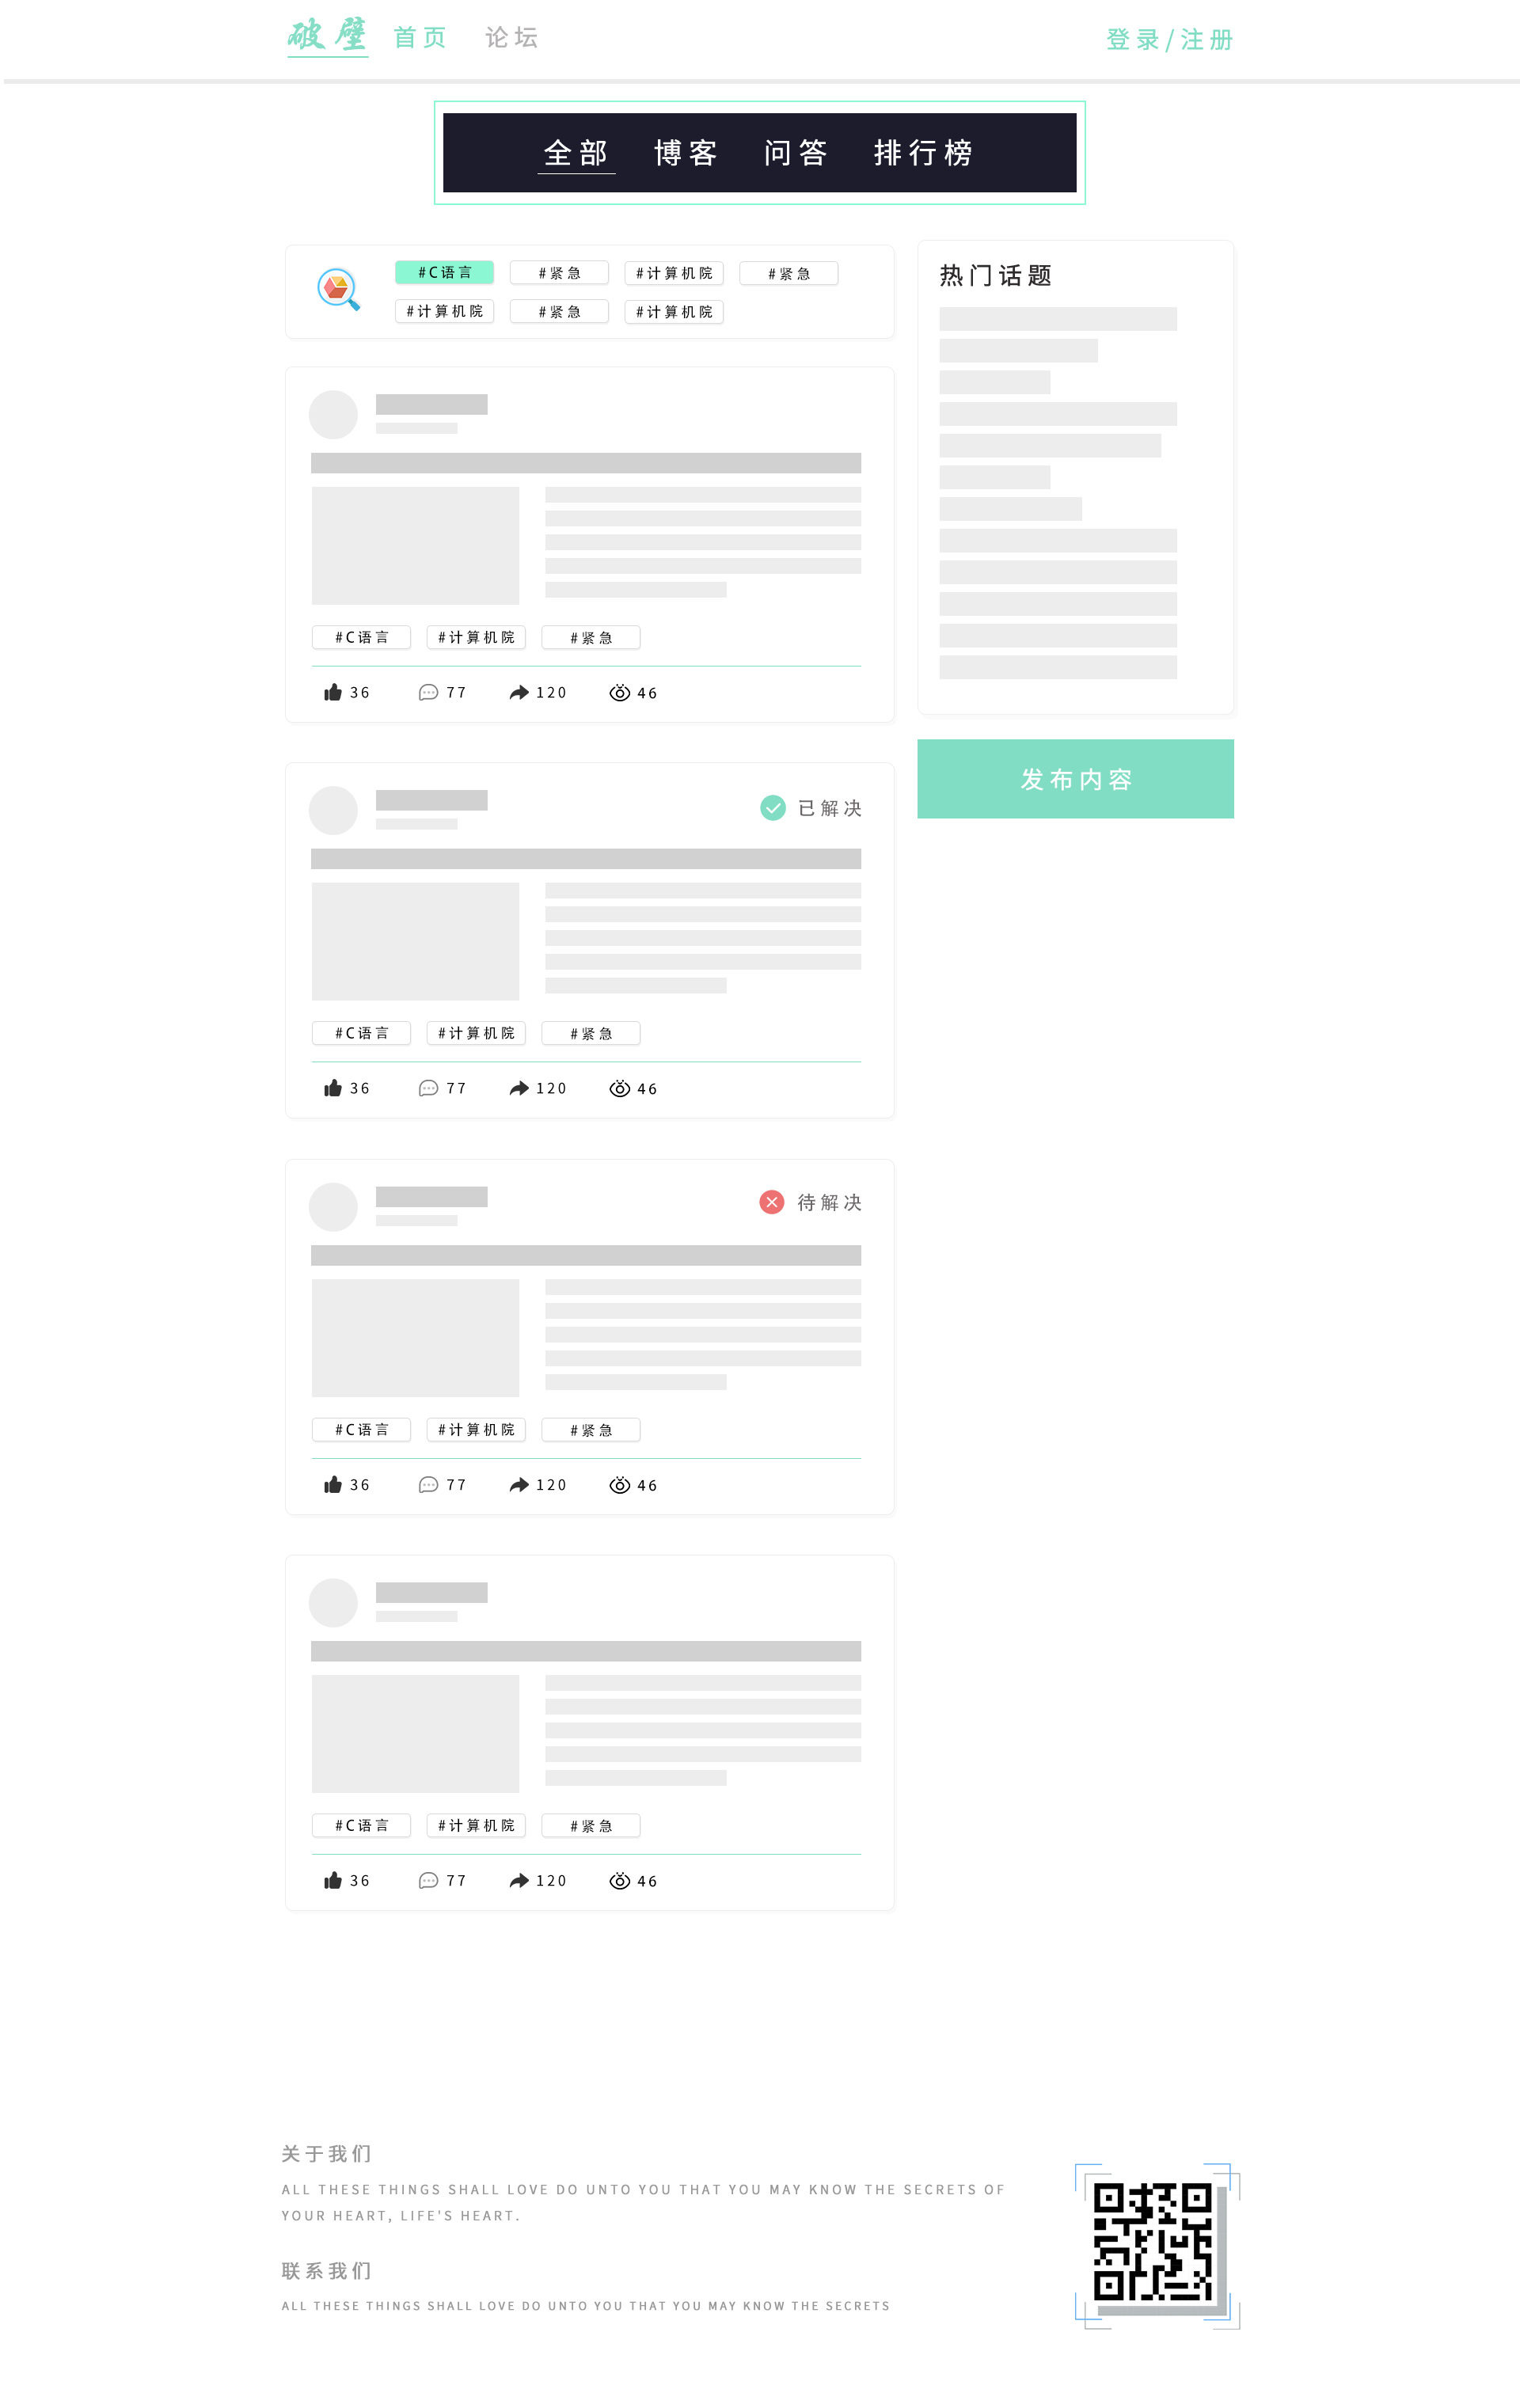 破壁 首页 论坛 登录/注册
全部 博客 问答 排行榜
#C语言 #紧急 #计算机院 #紧急
#计算机院 #紧急 #计算机院
热门话题
#C语言 #计算机院 #紧急
36 77 120 46
发布内容
已解决
#C语言 #计算机院 #紧急
36 77 120 46
待解决
#C语言 #计算机院 #紧急
36 77 120 46
#C语言 #计算机院 #紧急
36 77 120 46
关于我们
ALL THESE THINGS SHALL LOVE DO UNTO YOU THAT YOU MAY KNOW THE SECRETS OF
YOUR HEART, LIFE'S HEART.
联系我们
ALL THESE THINGS SHALL LOVE DO UNTO YOU THAT YOU MAY KNOW THE SECRETS